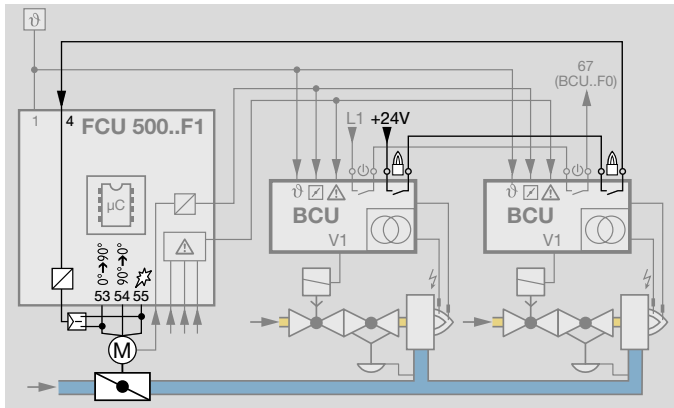 ϑ
67
(BCU..F0)
1 4
FCU 500..F1
L1 +24V
µC
ϑ
BCU
V1
ϑ
BCU
V1
0°➔90°
90°➔0°
53 54 55
M